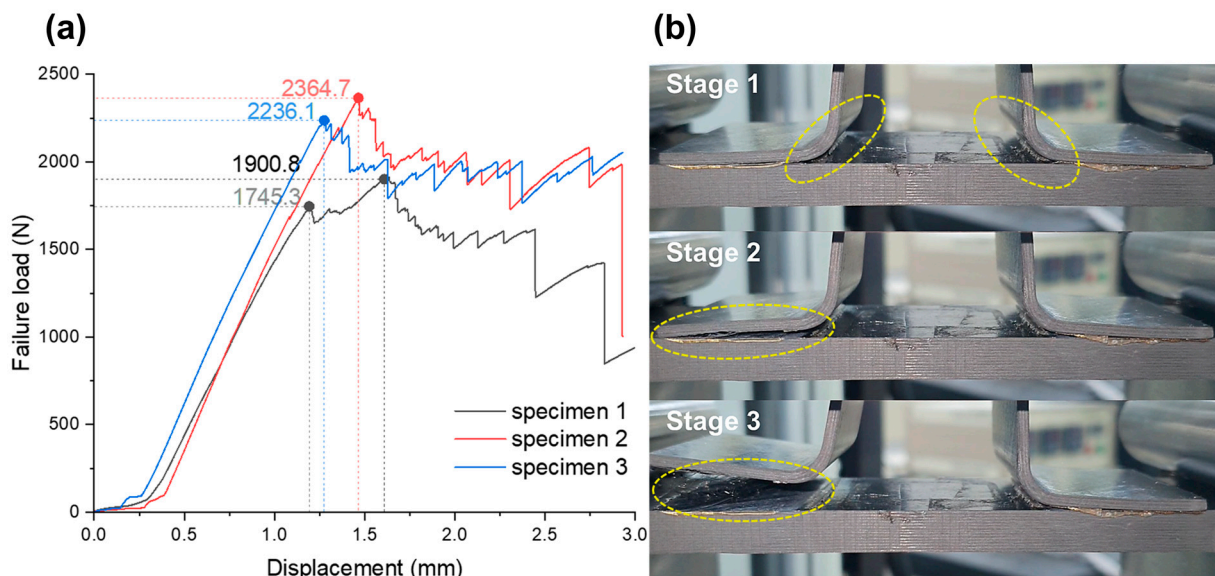 (a)
(b)
2500
2000
1500
1000
500
0
Failure load (N)
2364.7
2236.1
1900.8
1745.3
specimen 1
specimen 2
specimen 3
0.0
0.5
1.0
1.5
2.0
2.5
3.0
Displacement (mm)
Stage 1
Stage 2
Stage 3